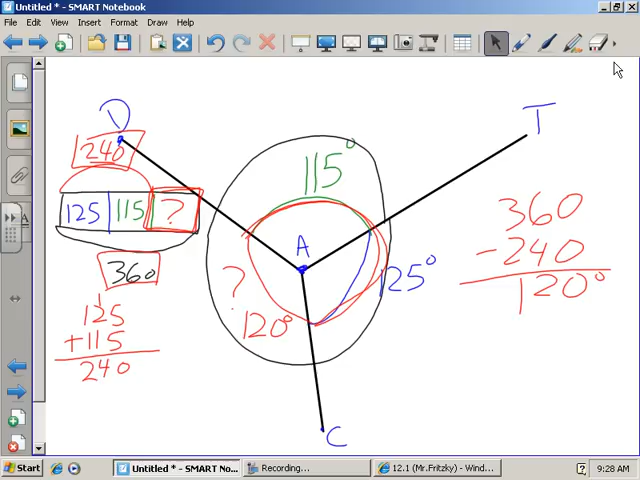 Untitled * - SMART Notebook
File Edit View Insert Format Draw Help
D
T
240
115°
125 115 ?
360
- 240
120°
A
360
?
125°
1
125
+115
240
120°
C
Start
Untitled * - SMART No...
Recording...
12.1 (Mr.Fritzky) - Wind...
?
9:28 AM